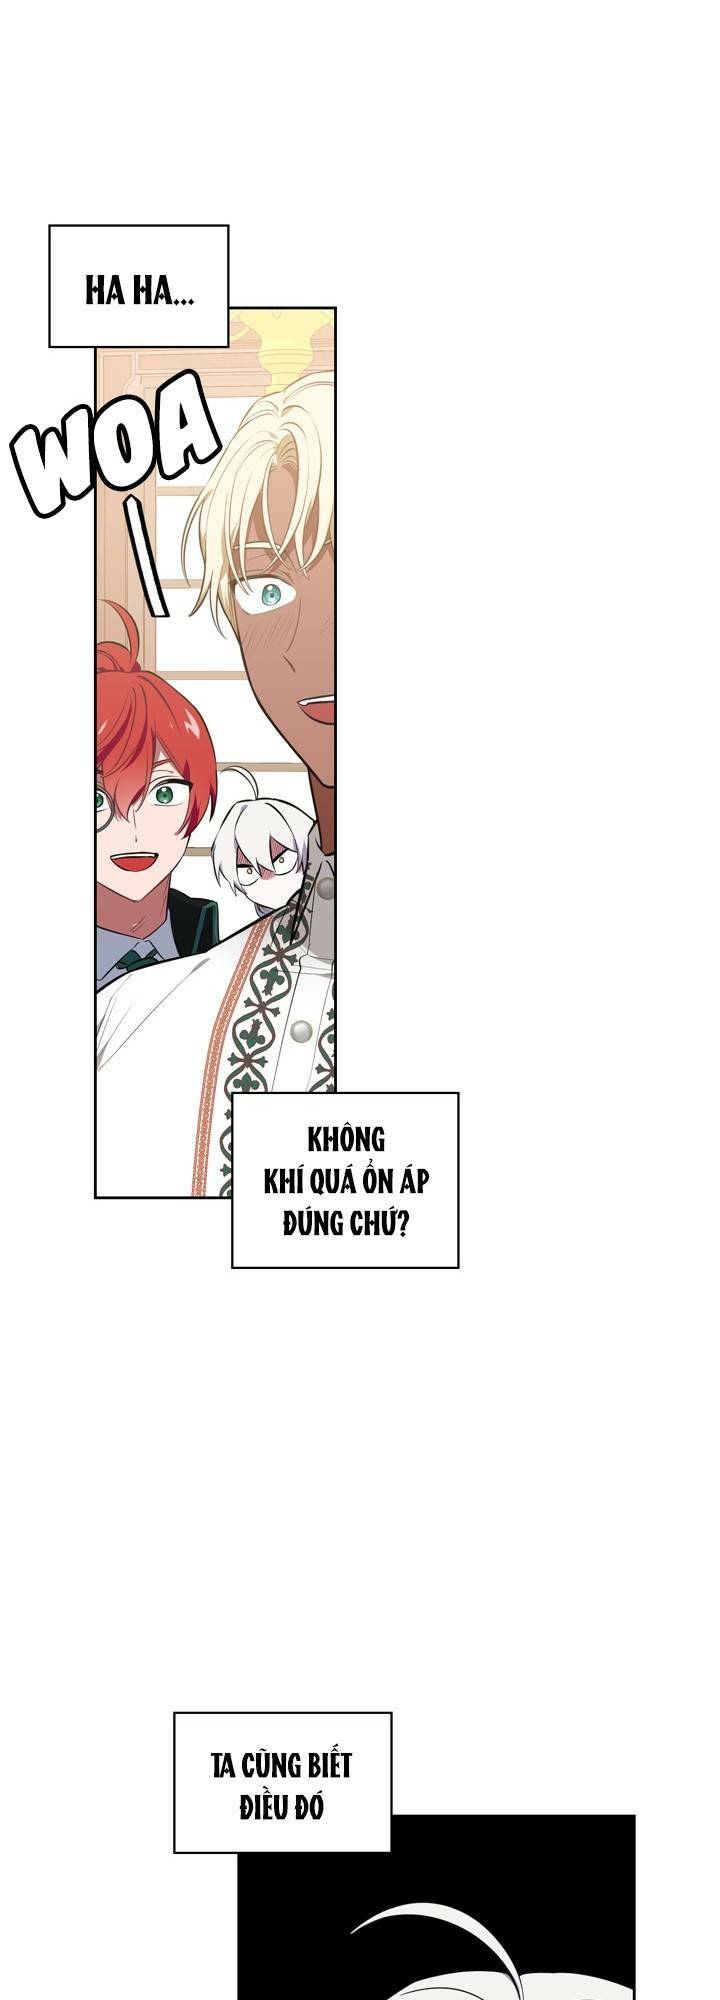 HA HA...
WOA
KHÔNG
KHÍ QUÁ ỔN ÁP
ĐÚNG CHỨ?
TA CŨNG BIẾT
ĐIỀU ĐÓ